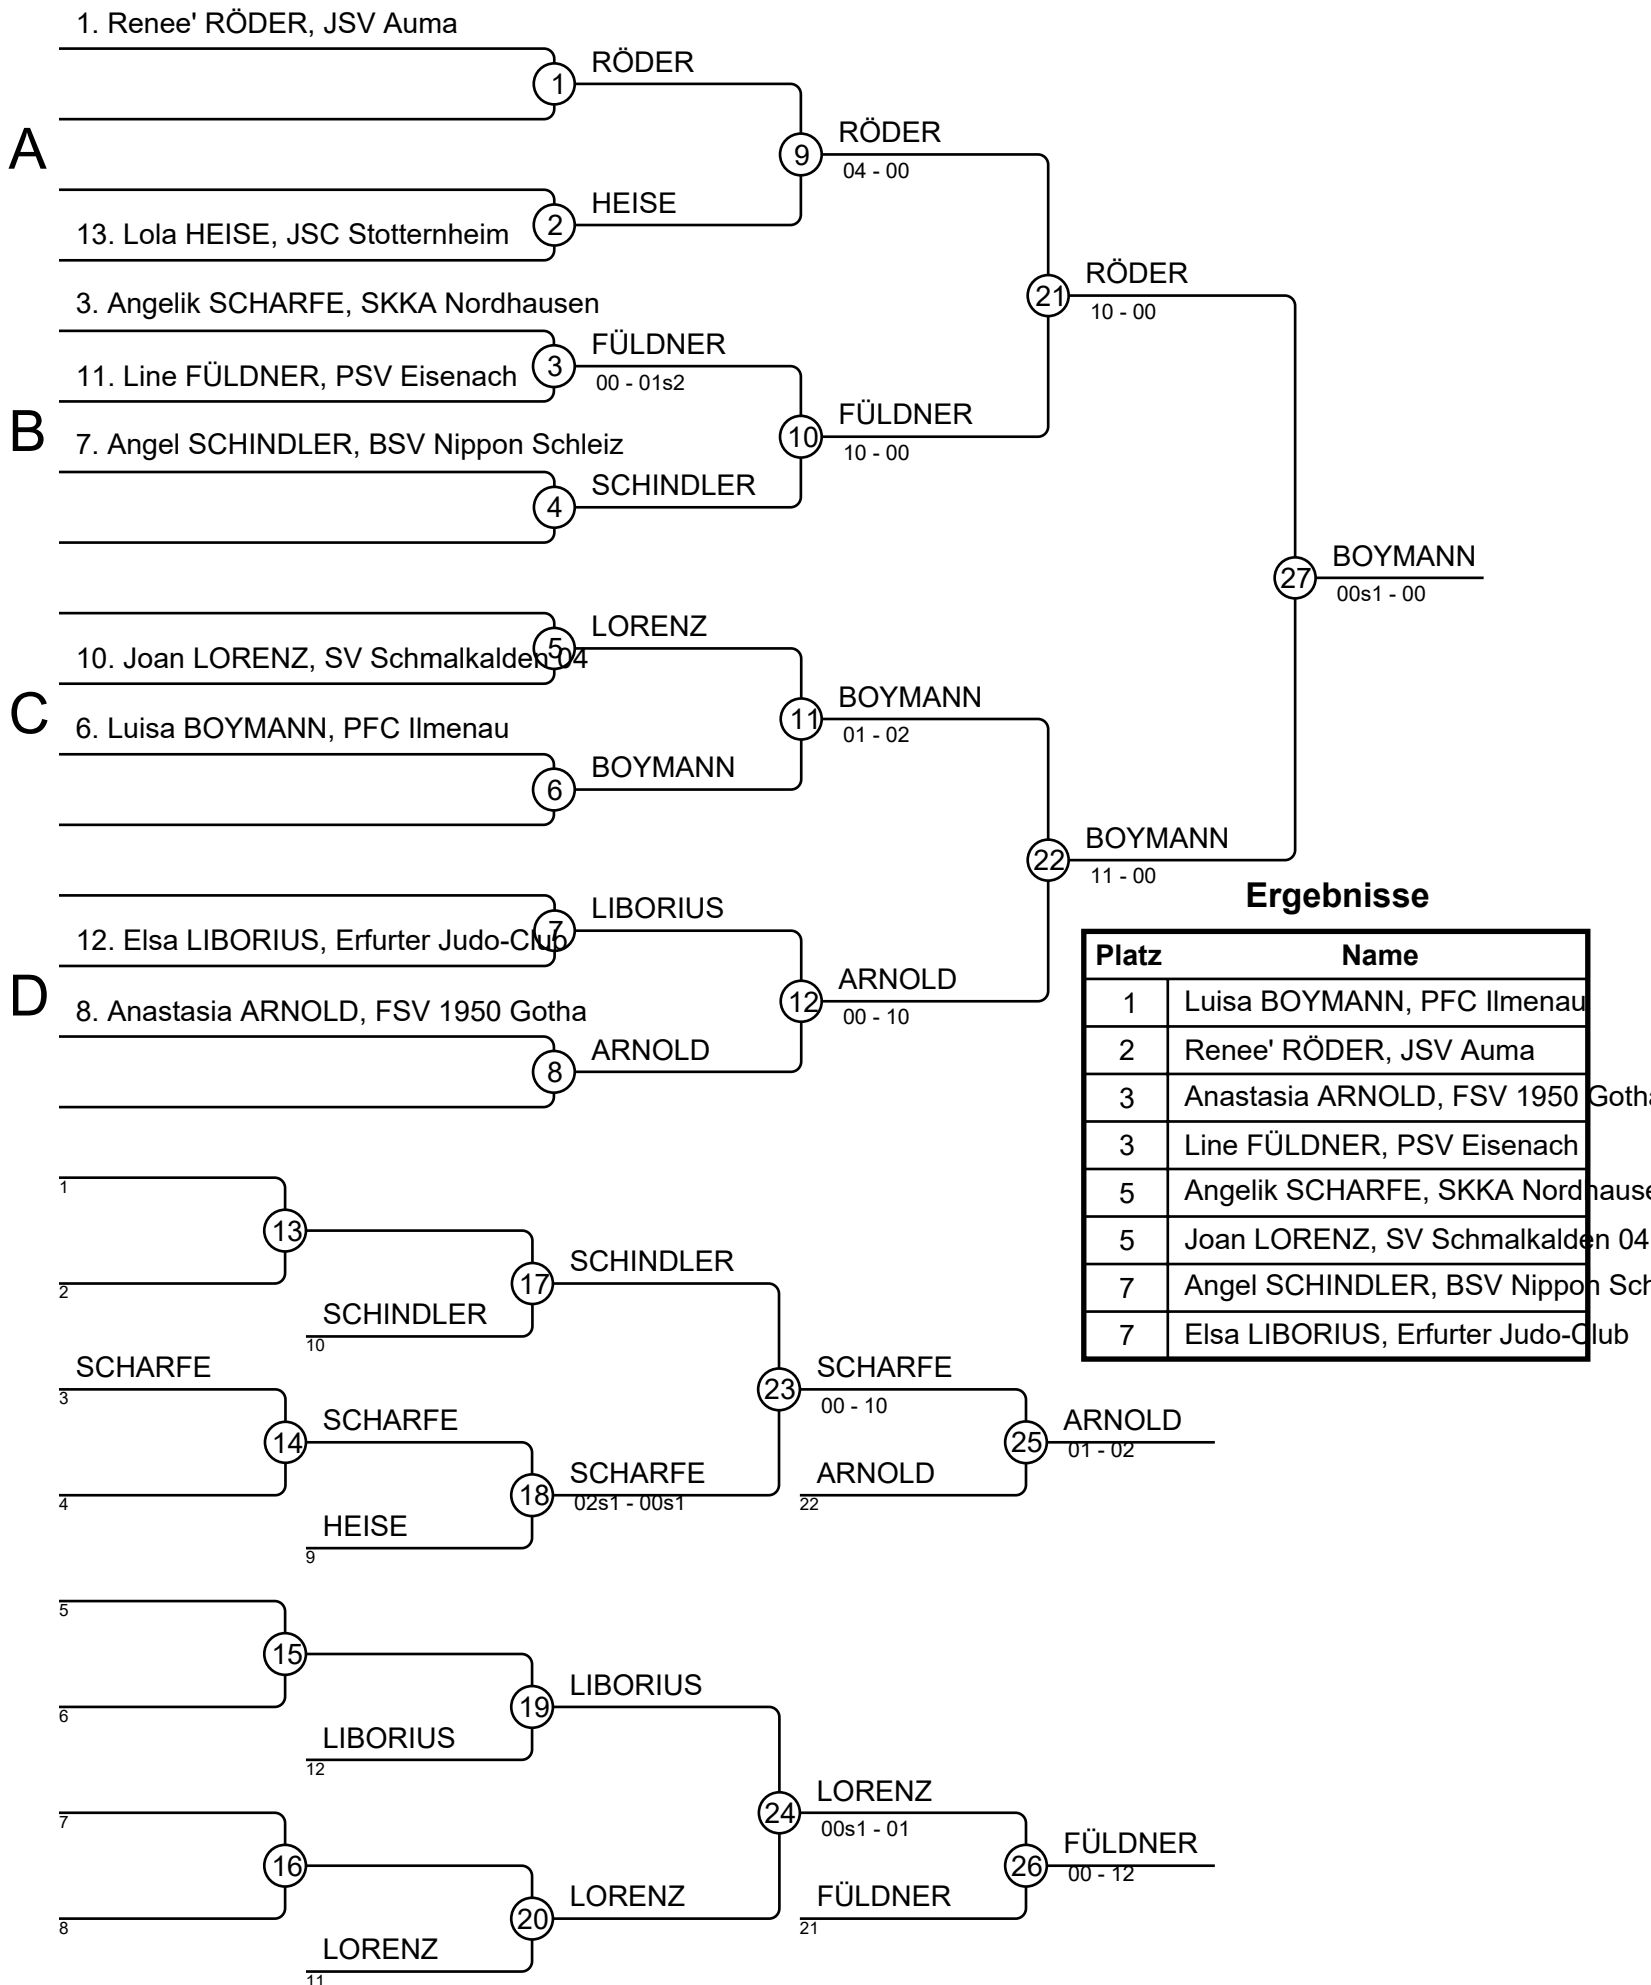 1. Renee' RÖDER, JSV Auma
1
RÖDER
A
9
RÖDER
04 - 00
13. Lola HEISE, JSC Stotternheim
2
HEISE
21
RÖDER
10 - 00
3. Angelik SCHARFE, SKKA Nordhausen
3
FÜLDNER
00 - 01s2
11. Line FÜLDNER, PSV Eisenach
B
10
FÜLDNER
10 - 00
7. Angel SCHINDLER, BSV Nippon Schleiz
4
SCHINDLER
27
BOYMANN
00s1 - 00
5
LORENZ
10. Joan LORENZ, SV Schmalkalden 04
C
11
BOYMANN
01 - 02
6. Luisa BOYMANN, PFC Ilmenau
6
BOYMANN
22
BOYMANN
11 - 00
7
LIBORIUS
12. Elsa LIBORIUS, Erfurter Judo-Club
D
12
ARNOLD
00 - 10
8. Anastasia ARNOLD, FSV 1950 Gotha
8
ARNOLD
Ergebnisse
Platz Name
1 Luisa BOYMANN, PFC Ilmenau
2 Renee' RÖDER, JSV Auma
3 Anastasia ARNOLD, FSV 1950 Gotha
3 Line FÜLDNER, PSV Eisenach
5 Angelik SCHARFE, SKKA Nordhause
5 Joan LORENZ, SV Schmalkalden 04
7 Angel SCHINDLER, BSV Nippon Sch
7 Elsa LIBORIUS, Erfurter Judo-Club
1
13
2
17
SCHINDLER
SCHINDLER
10
SCHARFE
3
14
SCHARFE
4
18
SCHARFE
02s1 - 00s1
HEISE
9
23
SCHARFE
00 - 10
25
ARNOLD
01 - 02
ARNOLD
22
5
15
6
19
LIBORIUS
LIBORIUS
12
7
16
8
20
LORENZ
LORENZ
11
24
LORENZ
00s1 - 01
26
FÜLDNER
00 - 12
FÜLDNER
21